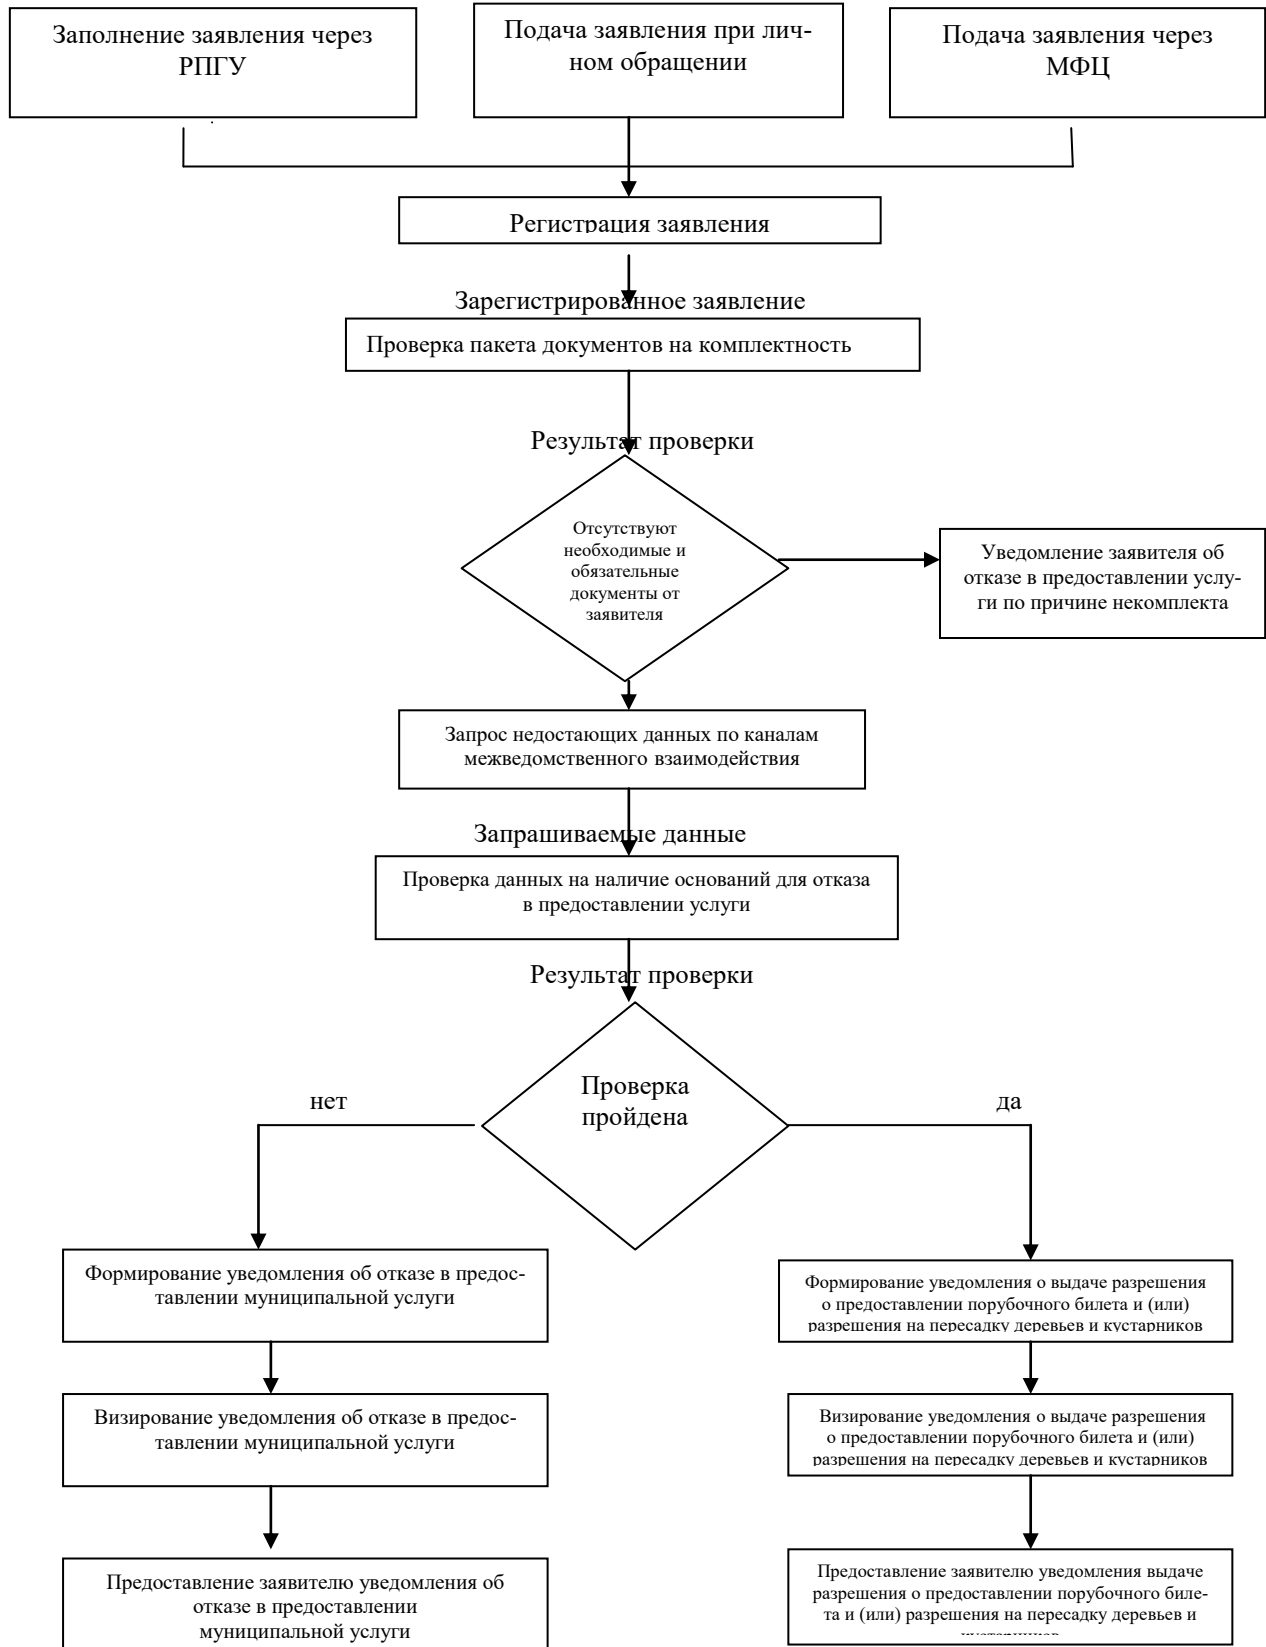 Заполнение заявления через
РПГУ
Подача заявления при лич-
ном обращении
Подача заявления через
МФЦ
Регистрация заявления
Зарегистрированное заявление
Проверка пакета документов на комплектность
Результат проверки
Отсутствуют
необходимые и
обязательные
документы от
заявителя
Уведомление заявителя об
отказе в предоставлении услу-
ги по причине некомплекта
Запрос недостающих данных по каналам
межведомственного взаимодействия
Запрашиваемые данные
Проверка данных на наличие оснований для отказа
в предоставлении услуги
Результат проверки
Проверка
пройдена
нет
да
Формирование уведомления об отказе в предос-
тавлении муниципальной услуги
Формирование уведомления о выдаче разрешения
о предоставлении порубочного билета и (или)
разрешения на пересадку деревьев и кустарников
Визирование уведомления об отказе в предос-
тавлении муниципальной услуги
Визирование уведомления о выдаче разрешения
о предоставлении порубочного билета и (или)
разрешения на пересадку деревьев и кустарников
Предоставление заявителю уведомления об
отказе в предоставлении
муниципальной услуги
Предоставление заявителю уведомления выдаче
разрешения о предоставлении порубочного биле-
та и (или) разрешения на пересадку деревьев и